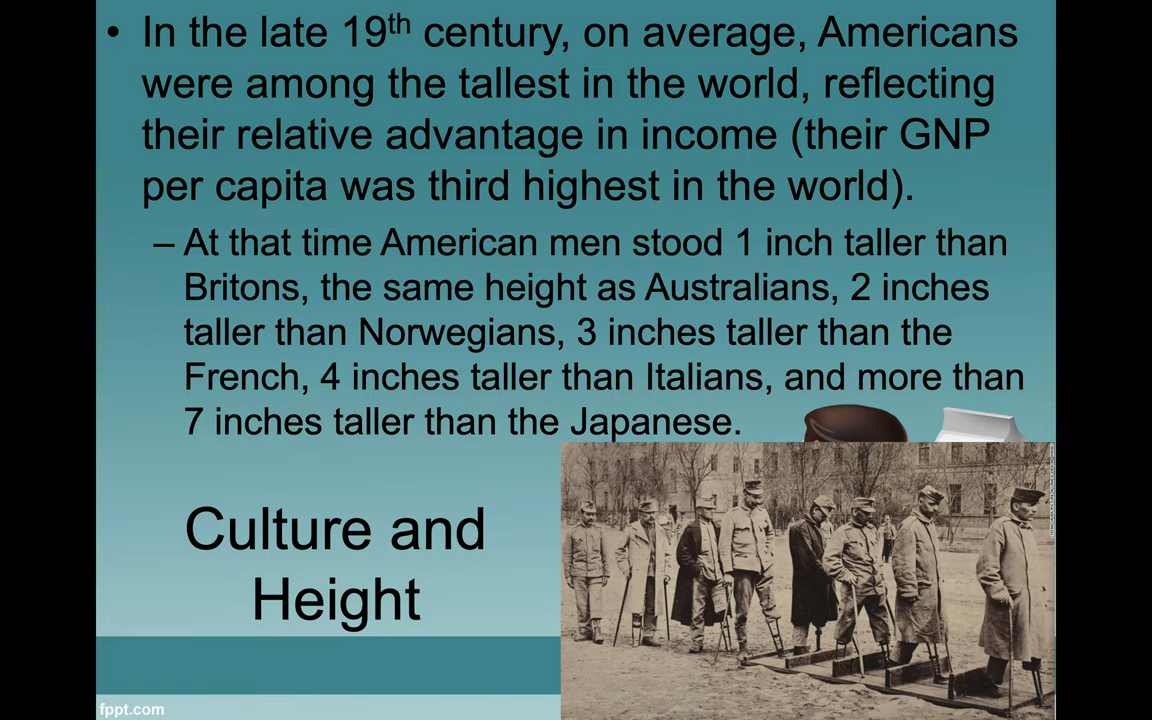 • In the late 19th century, on average, Americans
were among the tallest in the world, reflecting
their relative advantage in income (their GNP
per capita was third highest in the world).
– At that time American men stood 1 inch taller than
Britons, the same height as Australians, 2 inches
taller than Norwegians, 3 inches taller than the
French, 4 inches taller than Italians, and more than
7 inches taller than the Japanese.
Culture and
Height
fppt.com